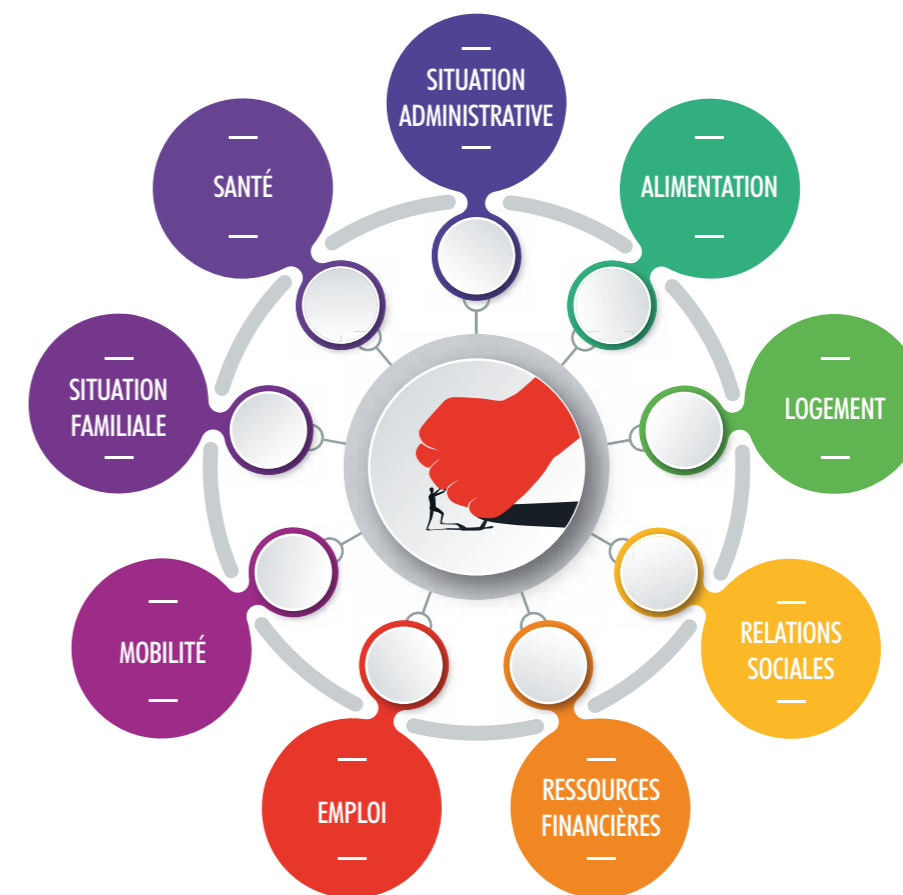 SITUATION
ADMINISTRATIVE
ALIMENTATION
LOGEMENT
RELATIONS
SOCIALES
RESSOURCES
FINANCIÈRES
EMPLOI
MOBILITÉ
SITUATION
FAMILIALE
SANTÉ